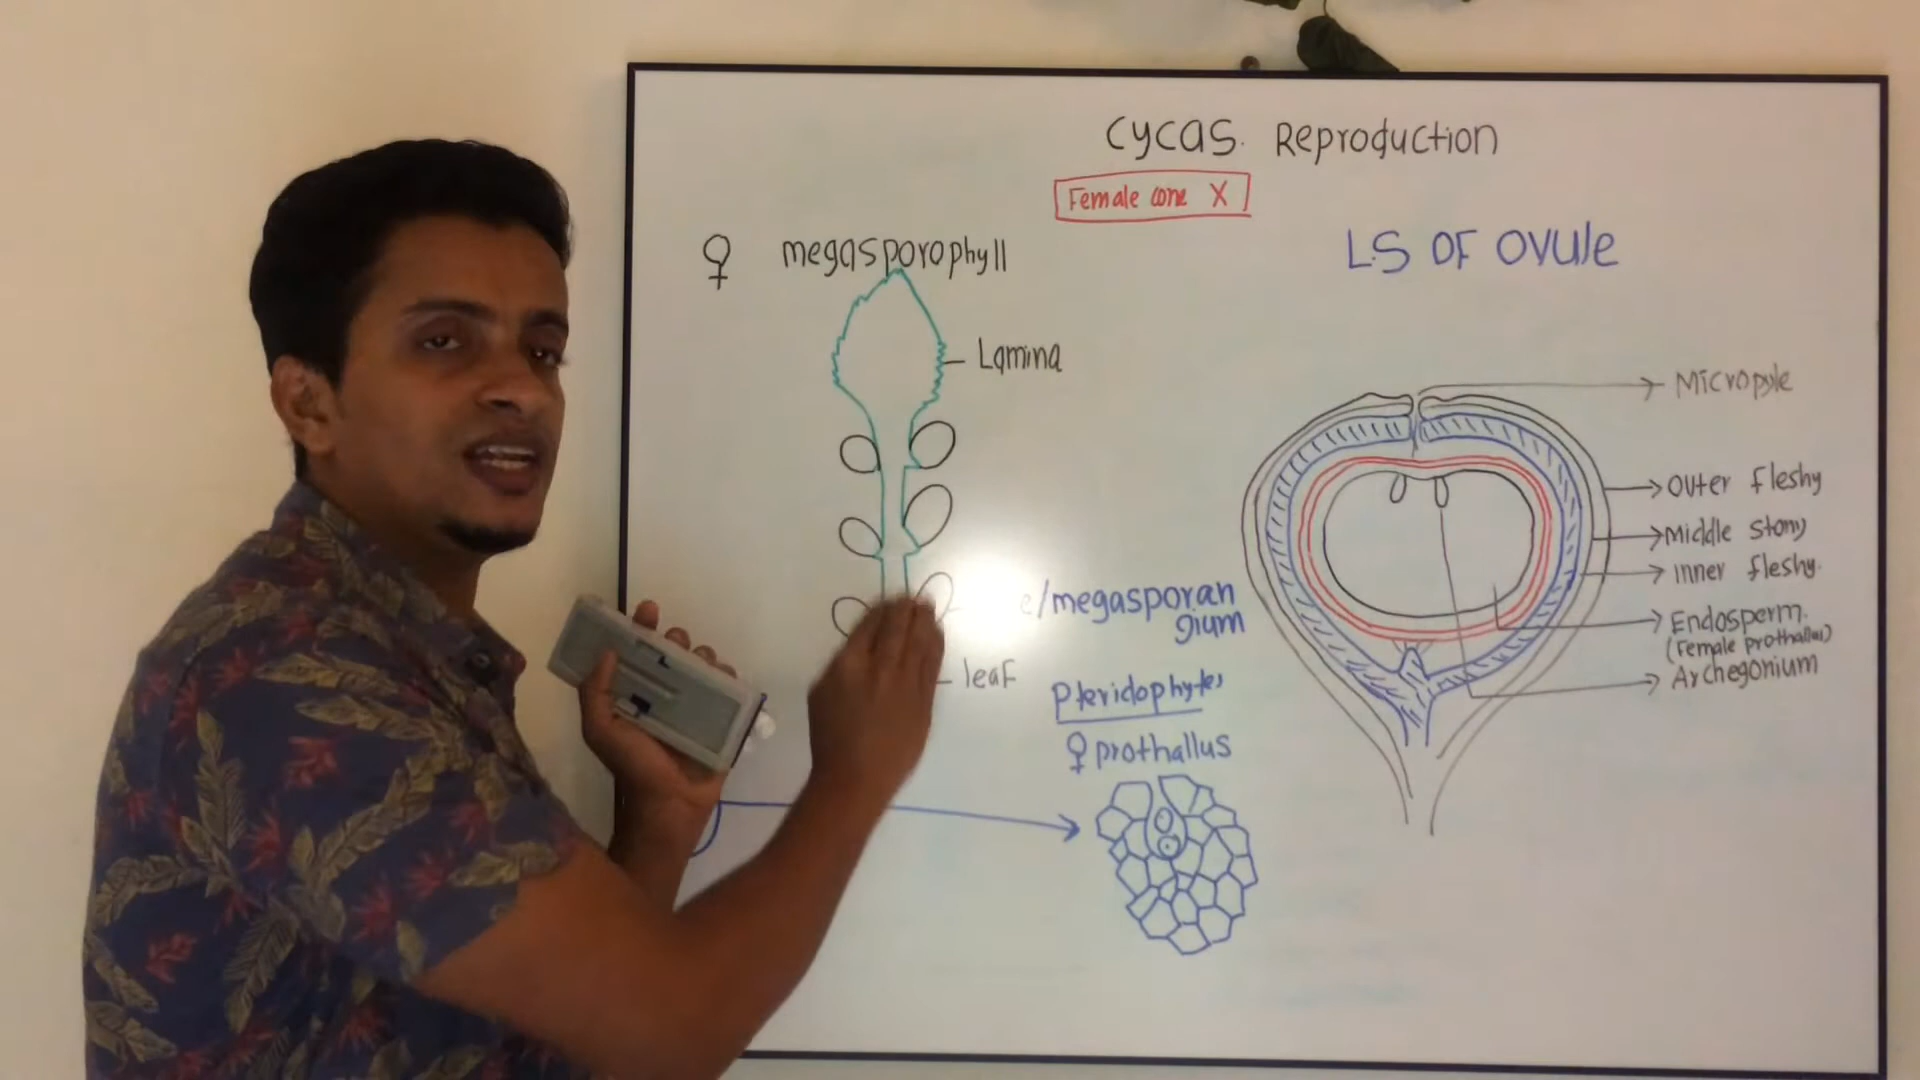 Cycas. Reproduction
Female cone X
♀ megasporophyll
Lamina
e/megasporan
gium
leaf
Pteridophytes
♀ prothallus
L.S OF Ovule
Micropyle
Outer fleshy
Middle stony
inner fleshy.
Endosperm.
(Female prothallus)
Archegonium